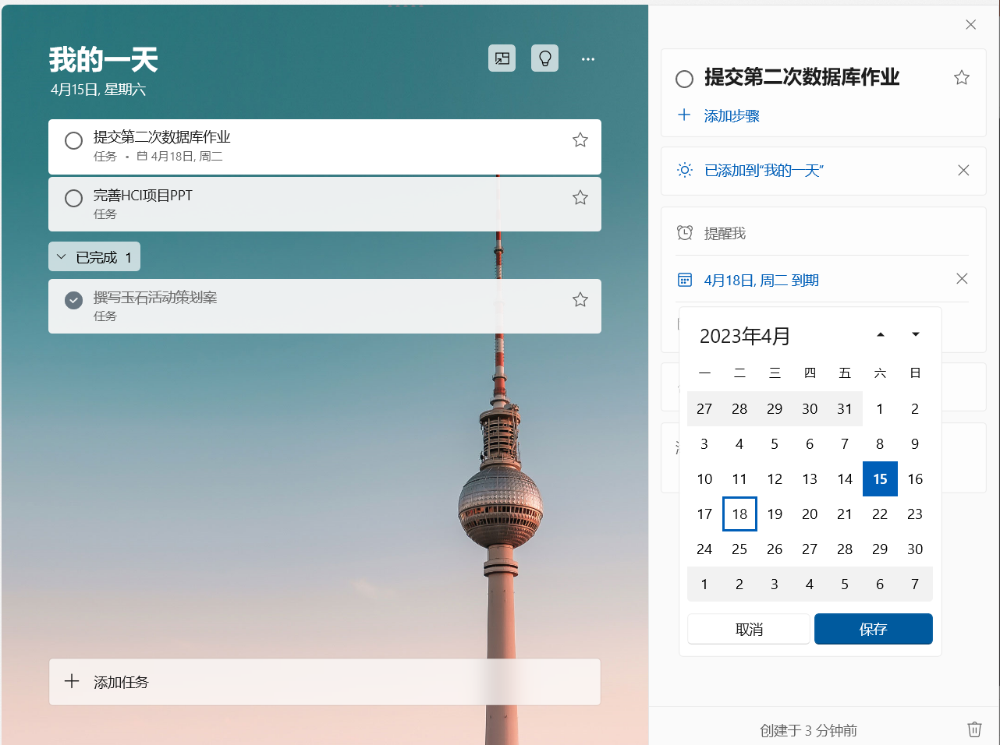 我的一天
4月15日, 星期六
提交第二次数据库作业
任务 • 4月18日, 周二
完善HCI项目PPT
任务
已完成 1
撰写玉石活动策划案
任务
添加任务
提交第二次数据库作业
添加步骤
已添加到“我的一天”
提醒我
4月18日, 周二 到期
2023年4月
一 二 三 四 五 六 日
27 28 29 30 31 1 2
3 4 5 6 7 8 9
10 11 12 13 14 15 16
17 18 19 20 21 22 23
24 25 26 27 28 29 30
1 2 3 4 5 6 7
取消 保存
创建于 3 分钟前